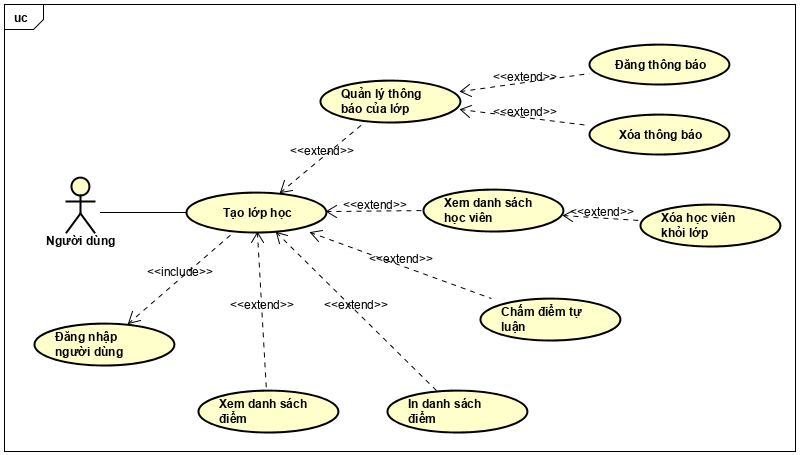 uc
Đăng thông báo
<<extend>>
Quản lý thông
báo của lớp
<<extend>>
Xóa thông báo
<<extend>>
Tạo lớp học
<<extend>>
Xem danh sách
học viên
<<extend>>
Xóa học viên
khỏi lớp
Người dùng
<<include>>
<<extend>>
<<extend>>
<<extend>>
Chấm điểm tự
luận
Đăng nhập
người dùng
Xem danh sách
điểm
In danh sách
điểm